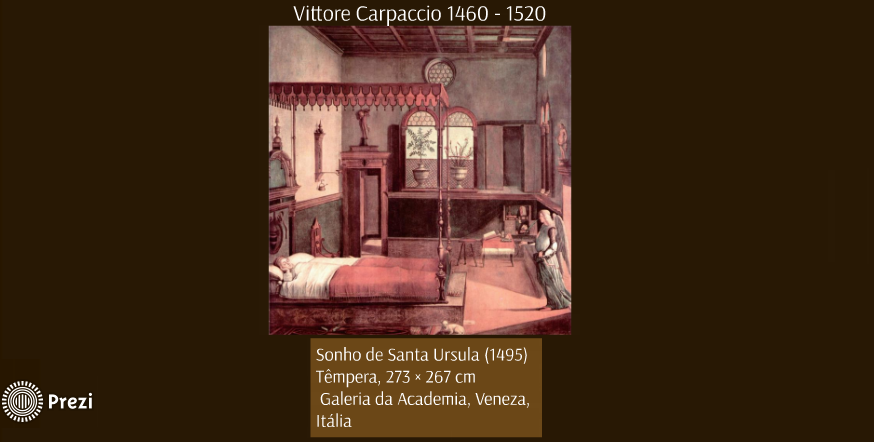 Vittore Carpaccio 1460 - 1520
Sonho de Santa Ursula (1495)
Têmpera, 273 × 267 cm
Galeria da Academia, Veneza,
Itália
Prezi